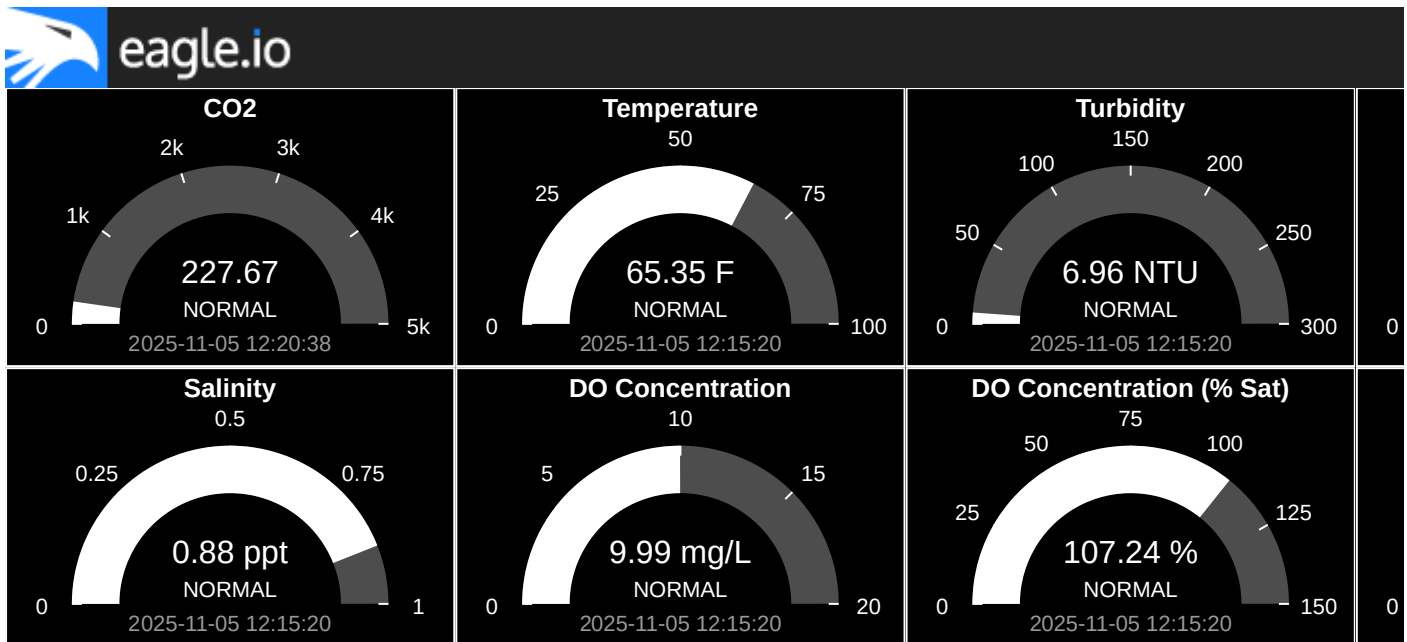 eagle.io
CO2
2k 3k
1k 4k
227.67
NORMAL
0 5k
2025-11-05 12:20:38
Temperature
50
25 75
65.35 F
NORMAL
0 100
2025-11-05 12:15:20
Turbidity
150
100 200
50 250
6.96 NTU
NORMAL
0 300
2025-11-05 12:15:20
0
Salinity
0.5
0.25 0.75
0.88 ppt
NORMAL
0 1
2025-11-05 12:15:20
DO Concentration
10
5 15
9.99 mg/L
NORMAL
0 20
2025-11-05 12:15:20
DO Concentration (% Sat)
75
50 100
25 125
107.24 %
NORMAL
0 150
2025-11-05 12:15:20
0